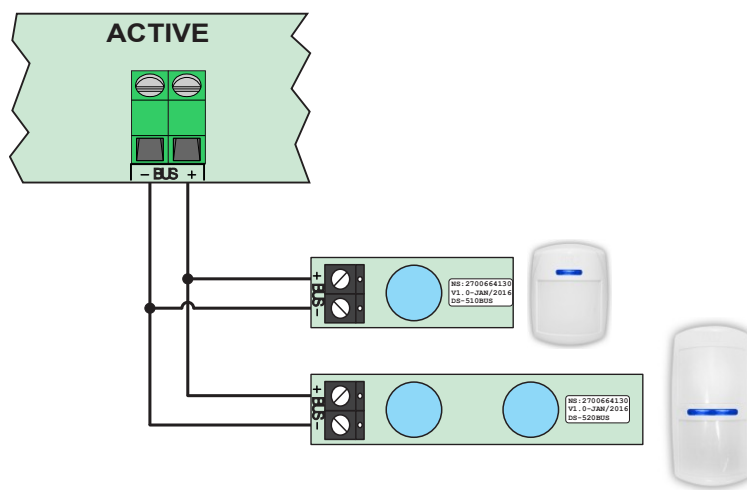 ACTIVE
- BUS +
+
BUS
-
NS:2700664130
V1.0-JAN/2016
DS-510BUS
+
BUS
-
NS:2700664130
V1.0-JAN/2016
DS-520BUS